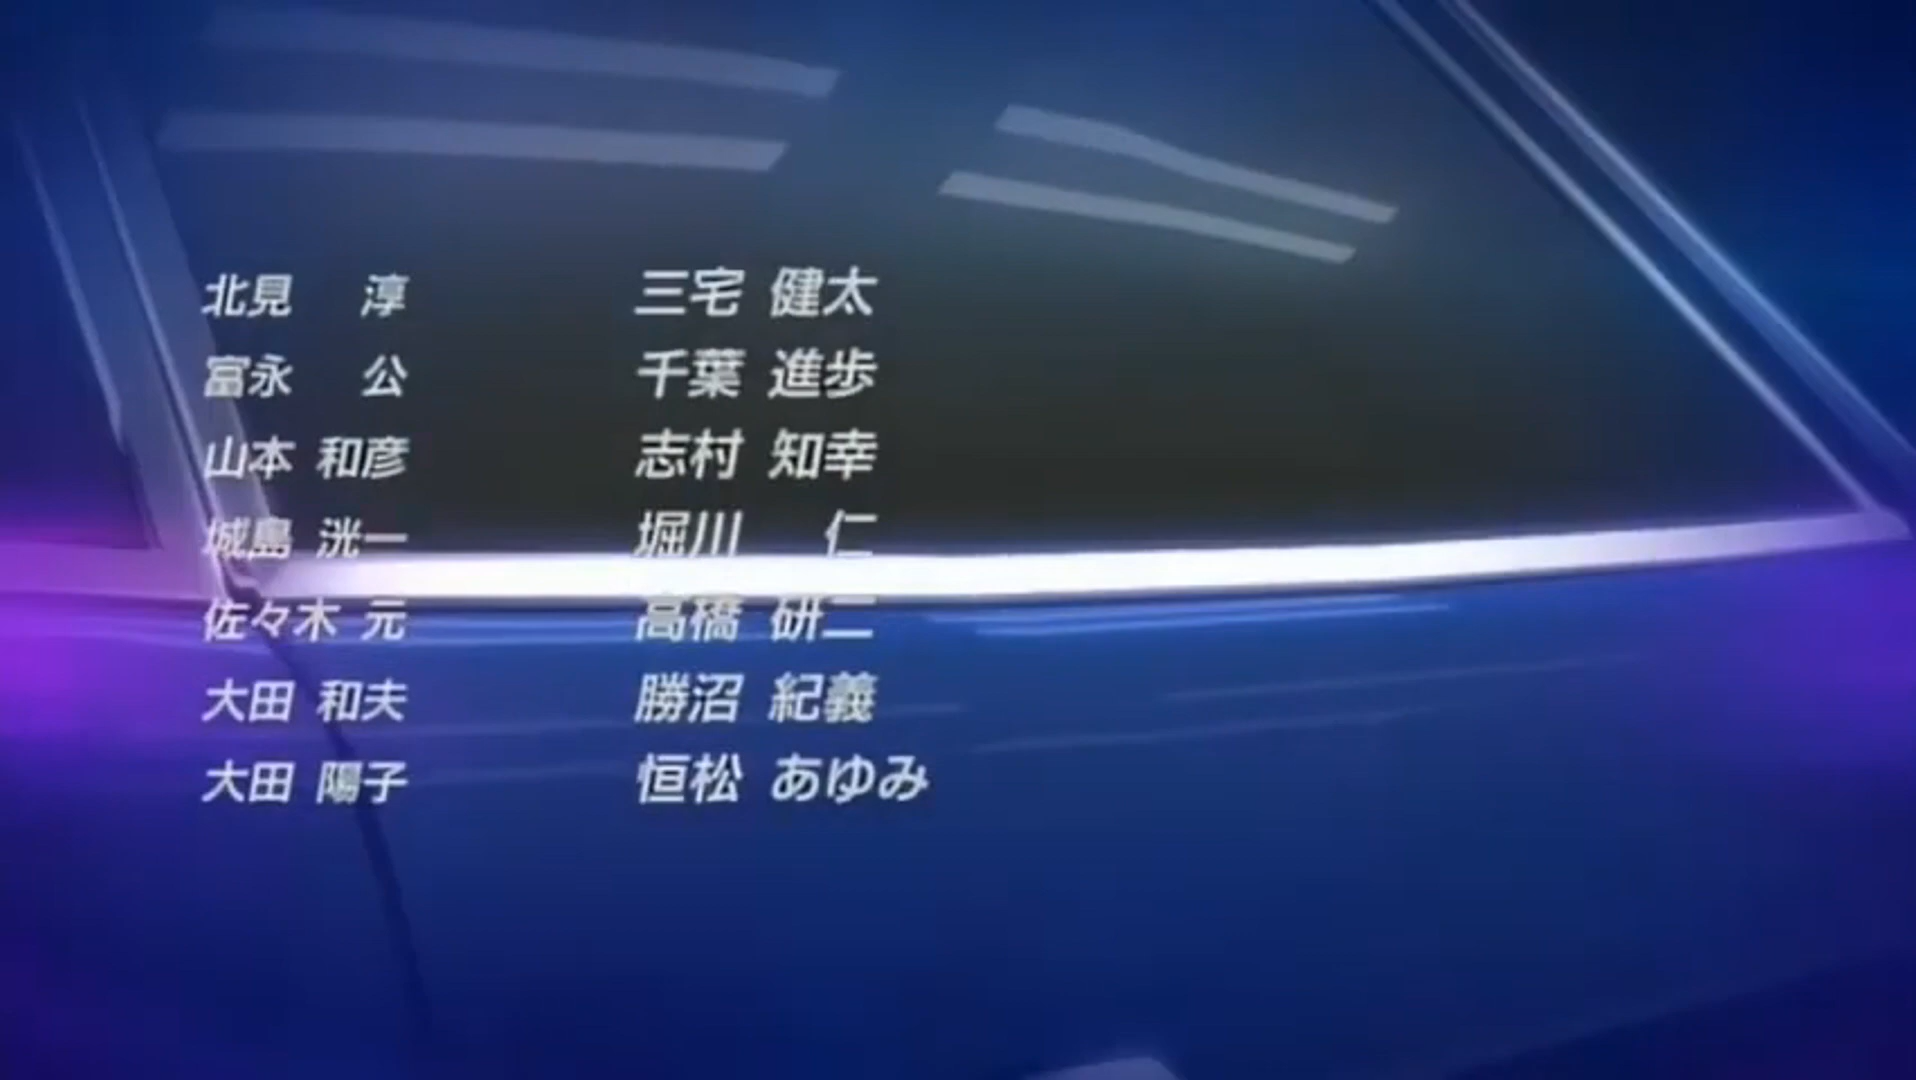 北見 淳 三宅 健太
富永 公 千葉 進歩
山本 和彦 志村 知幸
城島 洸一 堀川 仁
佐々木 元 高橋 研二
大田 和夫 勝沼 紀義
大田 陽子 恒松 あゆみ